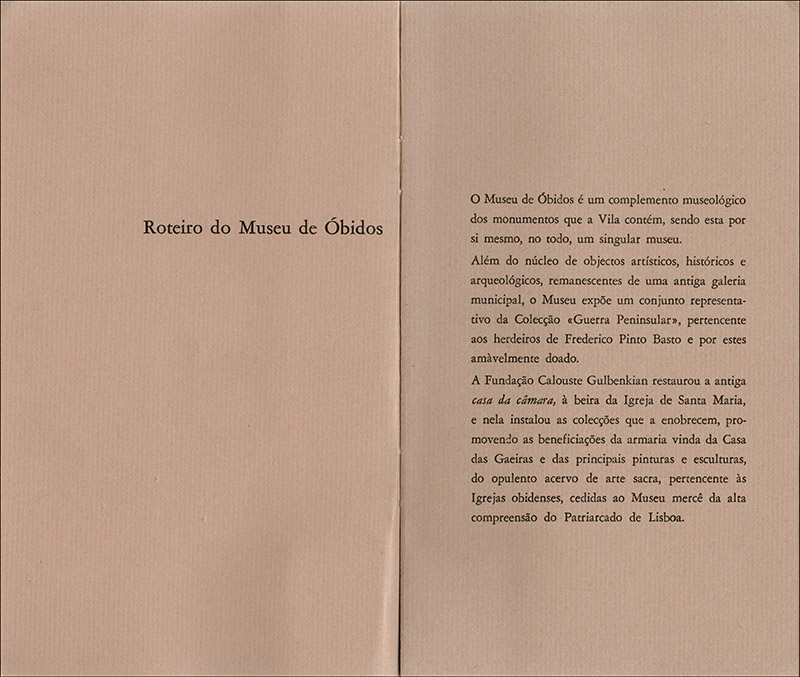 Roteiro do Museu de Óbidos
O Museu de Óbidos é um complemento museológico
dos monumentos que a Vila contém, sendo esta por
si mesmo, no todo, um singular museu.
Além do núcleo de objectos artísticos, históricos e
arqueológicos, remanescentes de uma antiga galeria
municipal, o Museu expõe um conjunto representa-
tivo da Colecção «Guerra Peninsular», pertencente
aos herdeiros de Frederico Pinto Basto e por estes
amàvelmente doado.
A Fundação Calouste Gulbenkian restaurou a antiga
casa da câmara, à beira da Igreja de Santa Maria,
e nela instalou as colecções que a enobrecem, pro-
movendo as beneficiações da armaria vinda da Casa
das Gaeiras e das principais pinturas e esculturas,
do opulento acervo de arte sacra, pertencente às
Igrejas obidenses, cedidas ao Museu mercê da alta
compreensão do Patriarcado de Lisboa.